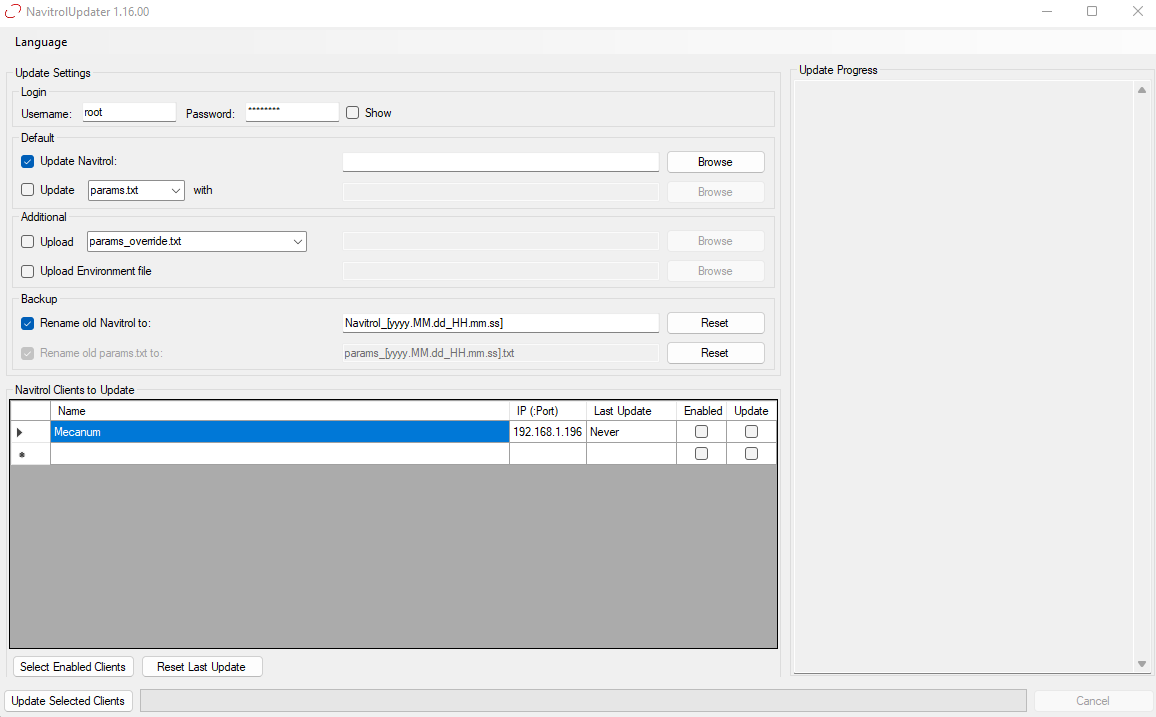 NavitrolUpdater 1.16.00
Language
Update Settings
Login
Username: root Password: ******** Show
Default
Update Navitrol: Browse
Update params.txt with Browse
Additional
Upload params_override.txt Browse
Upload Environment file Browse
Backup
Rename old Navitrol to: Navitrol_[yyyy.MM.dd_HH.mm.ss] Reset
Rename old params.txt to: params_[yyyy.MM.dd_HH.mm.ss].txt Reset
Navitrol Clients to Update
Name IP (:Port) Last Update Enabled Update
Mecanum 192.168.1.196 Never
Select Enabled Clients Reset Last Update
Update Selected Clients Cancel
Update Progress